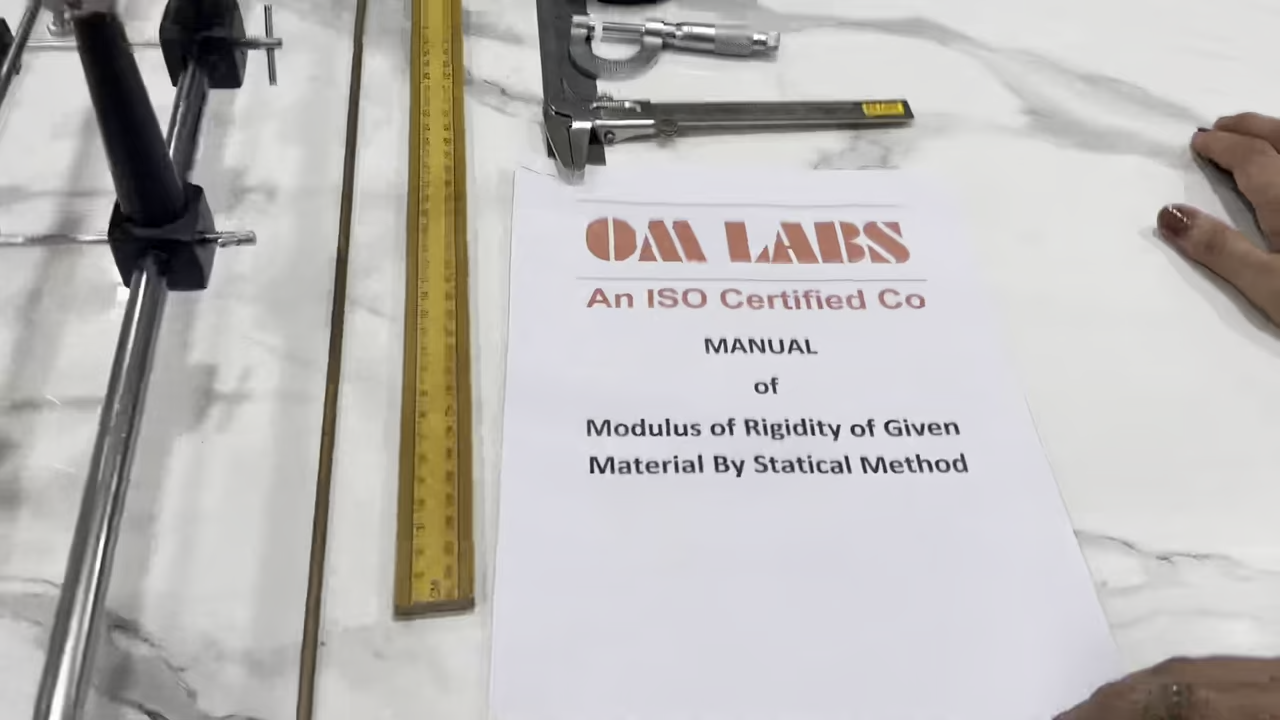 OM LABS
An ISO Certified Co
MANUAL
of
Modulus of Rigidity of Given
Material By Statical Method